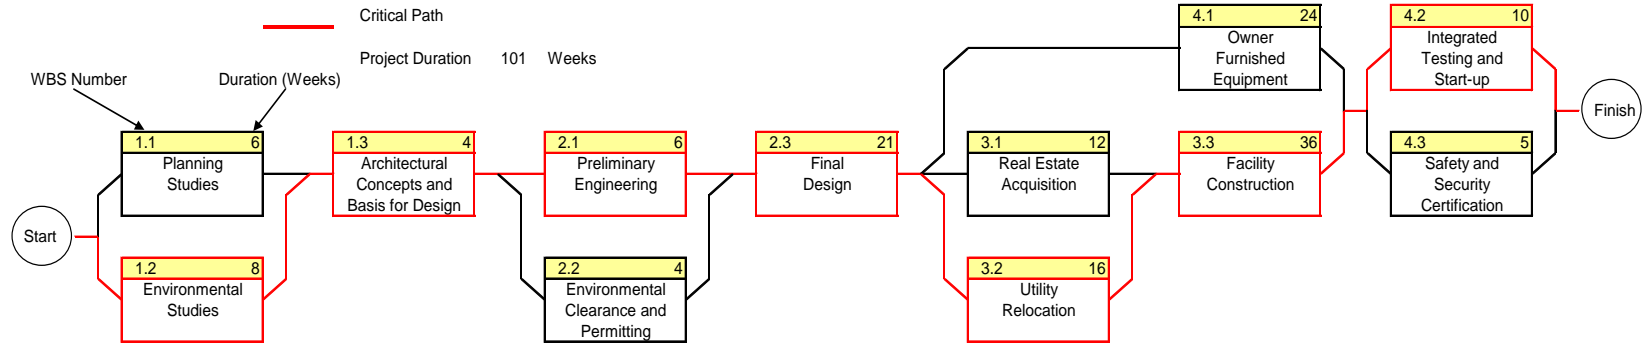 Critical Path
Project Duration 101 Weeks
WBS Number
Duration (Weeks)
Start
1.1 6
Planning
Studies
1.2 8
Environmental
Studies
1.3 4
Architectural
Concepts and
Basis for Design
2.1 6
Preliminary
Engineering
2.2 4
Environmental
Clearance and
Permitting
2.3 21
Final
Design
3.1 12
Real Estate
Acquisition
3.2 16
Utility
Relocation
4.1 24
Owner
Furnished
Equipment
3.3 36
Facility
Construction
4.2 10
Integrated
Testing and
Start-up
4.3 5
Safety and
Security
Certification
Finish